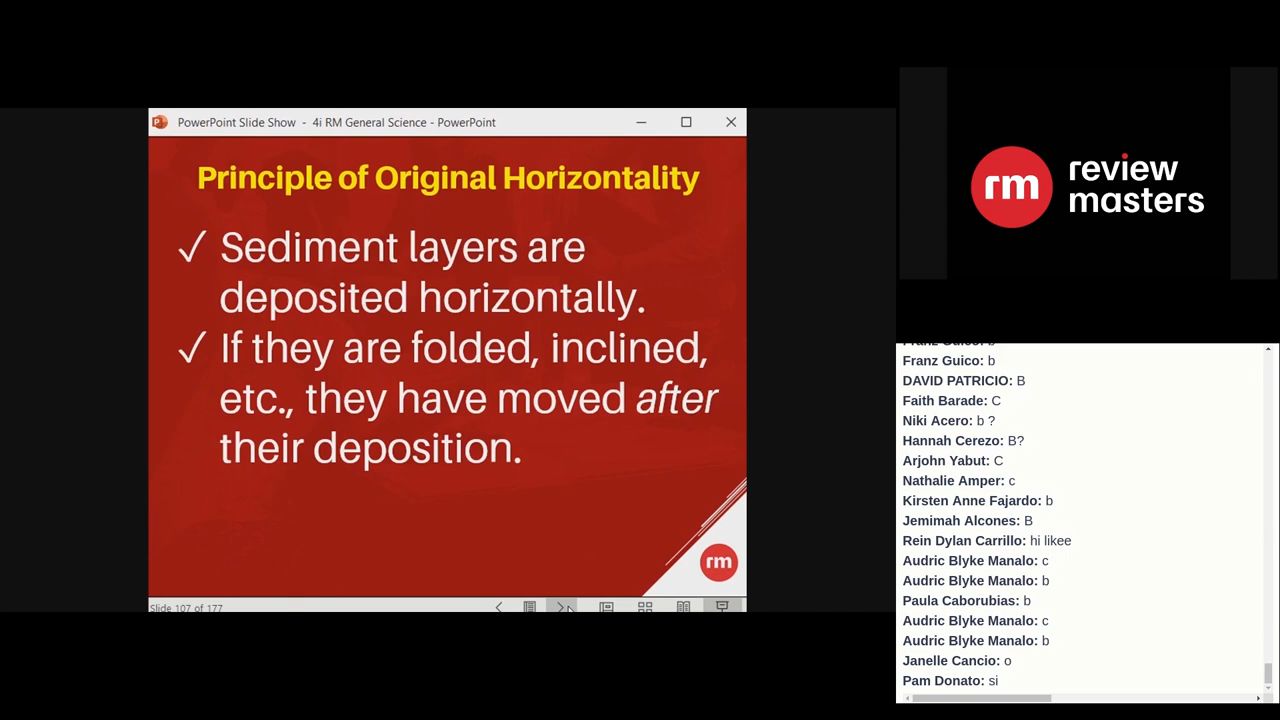 PowerPoint Slide Show - 4i RM General Science - PowerPoint
Principle of Original Horizontality
✓ Sediment layers are
deposited horizontally.
✓ If they are folded, inclined,
etc., they have moved after
their deposition.
rm
Slide 107 of 177
rm review
masters
Franz Guico: b
Franz Guico: b
DAVID PATRICIO: B
Faith Barade: C
Niki Acero: b ?
Hannah Cerezo: B?
Arjohn Yabut: C
Nathalie Amper: c
Kirsten Anne Fajardo: b
Jemimah Alcones: B
Rein Dylan Carrillo: hi likee
Audric Blyke Manalo: c
Audric Blyke Manalo: b
Paula Caborubias: b
Audric Blyke Manalo: c
Audric Blyke Manalo: b
Janelle Cancio: o
Pam Donato: si